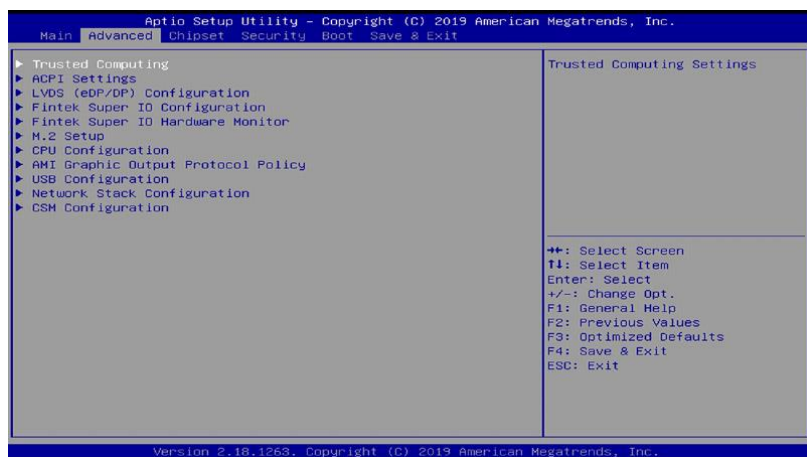 Aptio Setup Utility – Copyright (C) 2019 American Megatrends, Inc.
Main Advanced Chipset Security Boot Save & Exit
▶ Trusted Computing
▶ ACPI Settings
▶ LVDS (eDP/DP) Configuration
▶ Fintek Super IO Configuration
▶ Fintek Super IO Hardware Monitor
▶ M.2 Setup
▶ CPU Configuration
▶ AMI Graphic Output Protocol Policy
▶ USB Configuration
▶ Network Stack Configuration
▶ CSM Configuration
Trusted Computing Settings
→←: Select Screen
↑↓: Select Item
Enter: Select
+/-: Change Opt.
F1: General Help
F2: Previous Values
F3: Optimized Defaults
F4: Save & Exit
ESC: Exit
Version 2.18.1263. Copyright (C) 2019 American Megatrends, Inc.